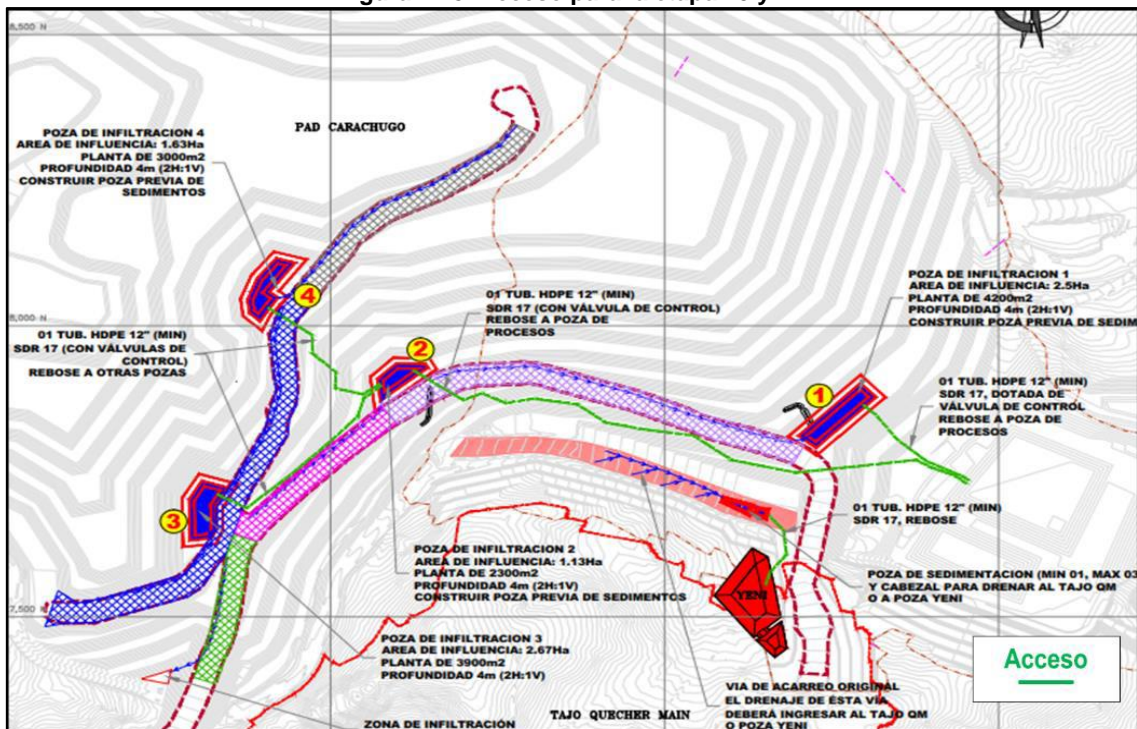 8,500 N
PAD CARACHUGO
POZA DE INFILTRACION 4
AREA DE INFLUENCIA: 1.63Ha
PLANTA DE 3000m2
PROFUNDIDAD 4m (2H:1V)
CONSTRUIR POZA PREVIA DE
SEDIMENTOS
POZA DE INFILTRACION 1
AREA DE INFLUENCIA: 2.5Ha
PLANTA DE 4200m2
PROFUNDIDAD 4m (2H:1V)
CONSTRUIR POZA PREVIA DE SEDIM
4
01 TUB. HDPE 12" (MIN)
SDR 17 (CON VÁLVULA DE CONTROL)
REBOSE A POZA DE
PROCESOS
8,000 N
01 TUB. HDPE 12" (MIN)
SDR 17 (CON VÁLVULAS DE
CONTROL)
REBOSE A OTRAS POZAS
2
1
01 TUB. HDPE 12" (MIN)
SDR 17, DOTADA DE
VÁLVULA DE CONTROL
REBOSE A POZA DE
PROCESOS
3
01 TUB. HDPE 12" (MIN)
SDR 17, REBOSE
POZA DE INFILTRACION 2
AREA DE INFLUENCIA: 1.13Ha
PLANTA DE 2300m2
PROFUNDIDAD 4m (2H:1V)
CONSTRUIR POZA PREVIA DE SEDIMENTOS
YENI
POZA DE SEDIMENTACION (MIN 01, MAX 03
Y CABEZAL PARA DRENAR AL TAJO QM
O A POZA YENI
7,500 N
POZA DE INFILTRACION 3
AREA DE INFLUENCIA: 2.67Ha
PLANTA DE 3900m2
PROFUNDIDAD 4m (2H:1V)
Acceso
VIA DE ACARREO ORIGINAL
EL DRENAJE DE ÉSTA VÍA
DEBERÁ INGRESAR AL TAJO QM
O POZA YENI
TAJO QUECHER MAIN
ZONA DE INFILTRACIÓN